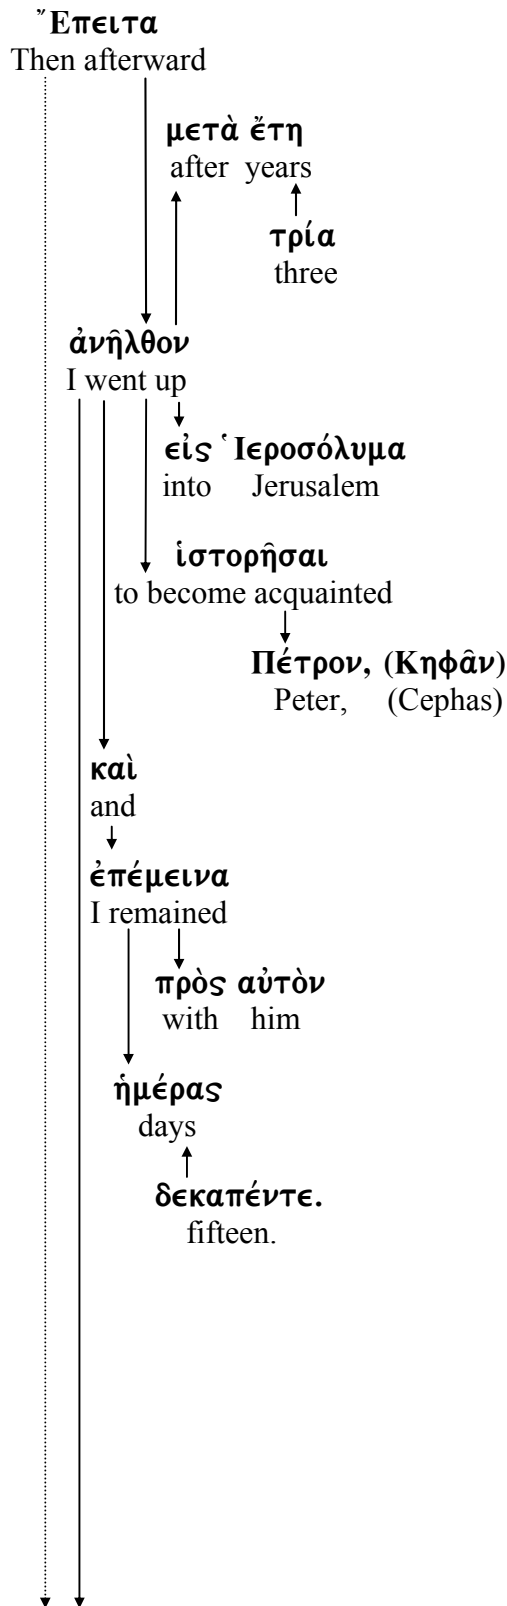 Ἔπειτα
Then afterward
μετὰ ἔτη
after years
τρία
three
ἀνῆλθον
I went up
εἰς Ἱεροσόλυμα
into Jerusalem
ἱστορῆσαι
to become acquainted
Πέτρον, (Κηφᾶν)
Peter, (Cephas)
καὶ
and
ἐπέμεινα
I remained
πρὸς αὐτὸν
with him
ἡμέρας
days
δεκαπέντε.
fifteen.